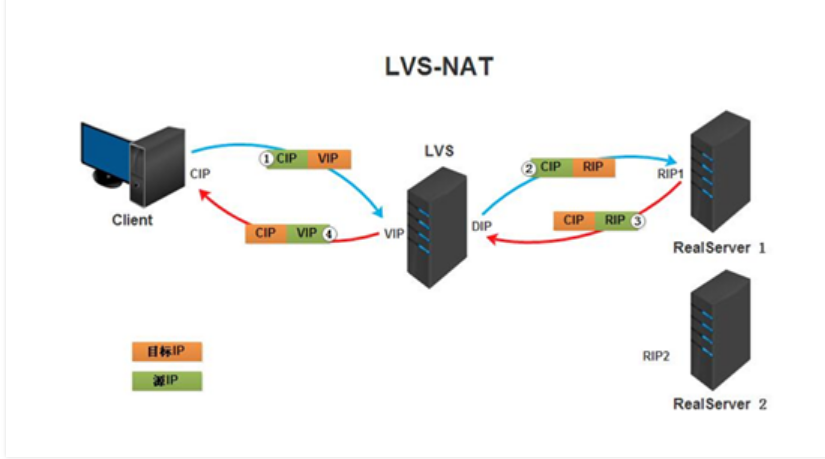 LVS-NAT
Client
CIP
① CIP VIP
CIP VIP ④
LVS
VIP
DIP
② CIP RIP
CIP RIP ③
RIP1
RealServer 1
RIP2
RealServer 2
目标IP
源IP